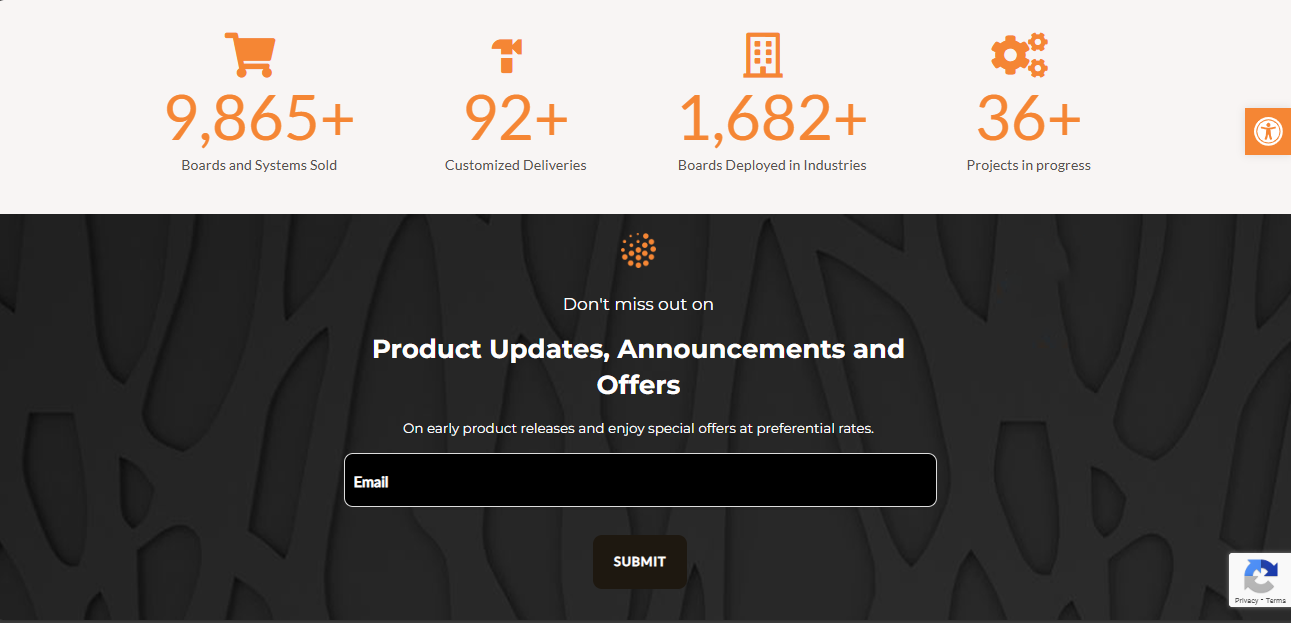 9,865+
92+
1,682+
36+
Boards and Systems Sold
Customized Deliveries
Boards Deployed in Industries
Projects in progress
Don't miss out on
Product Updates, Announcements and
Offers
On early product releases and enjoy special offers at preferential rates.
Email
SUBMIT
Privacy - Terms